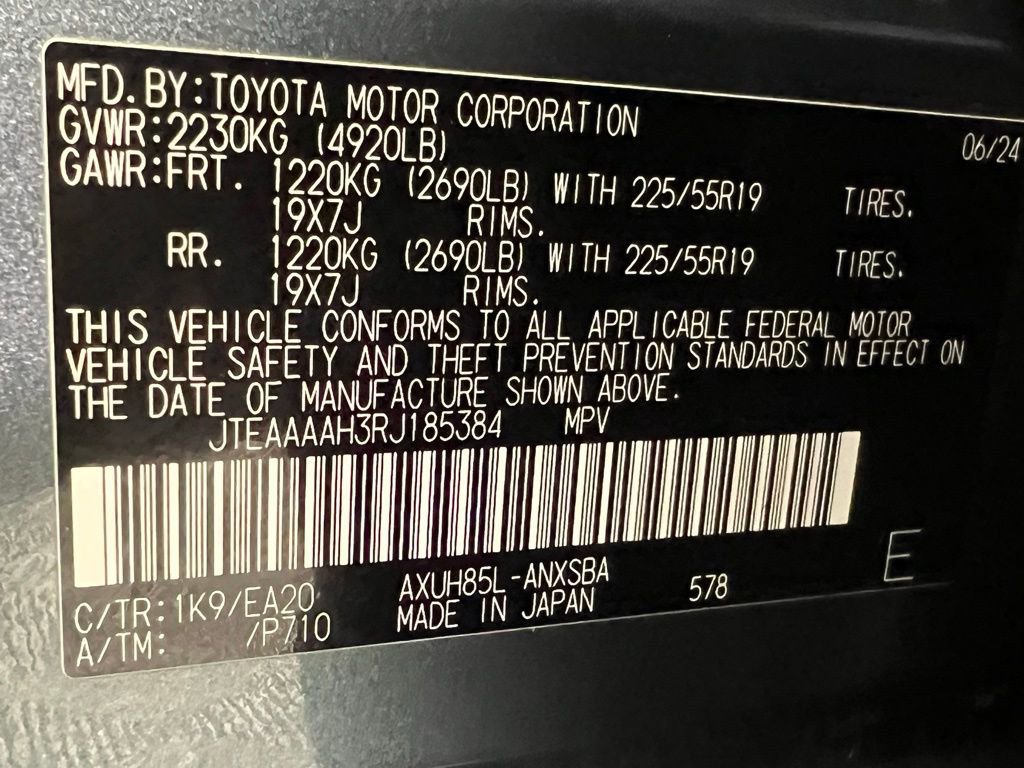 MFD.BY:TOYOTA MOTOR CORPORATION 06/24
GVWR:2230KG (4920LB)
GAWR:FRT. 1220KG (2690LB) WITH 225/55R19 TIRES.
19X7J RIMS.
RR. 1220KG (2690LB) WITH 225/55R19 TIRES.
19X7J RIMS.
THIS VEHICLE CONFORMS TO ALL APPLICABLE FEDERAL MOTOR
VEHICLE SAFETY AND THEFT PREVENTION STANDARDS IN EFFECT ON
THE DATE OF MANUFACTURE SHOWN ABOVE.
JTEAAAAH3RJ185384 MPV
C/TR:1K9/EA20 AXUH85L-ANXSBA 578 E
A/TM: /P710 MADE IN JAPAN